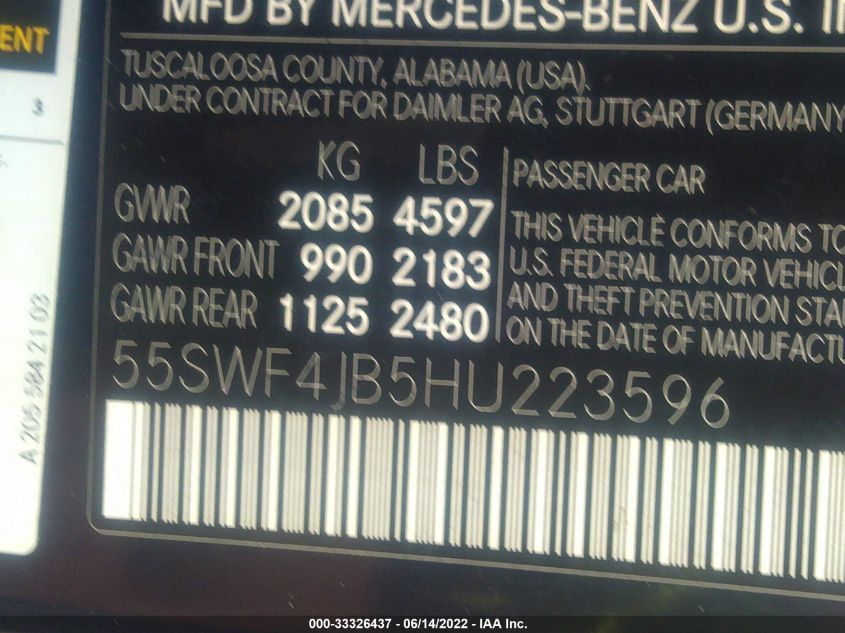 MFD BY MERCEDES-BENZ U.S. I
ENT
TUSCALOOSA COUNTY, ALABAMA (USA).
UNDER CONTRACT FOR DAIMLER AG, STUTTGART (GERMANY
3
KG LBS
GVWR 2085 4597
GAWR FRONT 990 2183
GAWR REAR 1125 2480
PASSENGER CAR
THIS VEHICLE CONFORMS TO
U.S. FEDERAL MOTOR VEHICL
AND THEFT PREVENTION STA
ON THE DATE OF MANUFACTU
55SWF4JB5HU223596
A 205 584 21 03
000-33326437 - 06/14/2022 - IAA Inc.